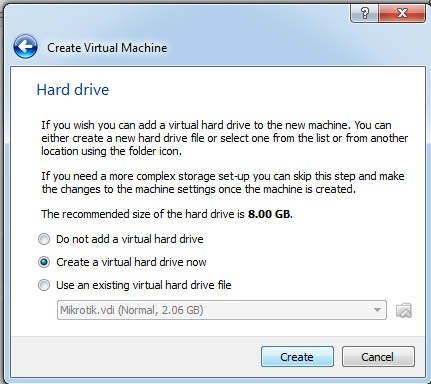 Create Virtual Machine
Hard drive
If you wish you can add a virtual hard drive to the new machine. You can
either create a new hard drive file or select one from the list or from another
location using the folder icon.
If you need a more complex storage set-up you can skip this step and make
the changes to the machine settings once the machine is created.
The recommended size of the hard drive is 8.00 GB.
Do not add a virtual hard drive
Create a virtual hard drive now
Use an existing virtual hard drive file
Mikrotik.vdi (Normal, 2.06 GB)
Create Cancel